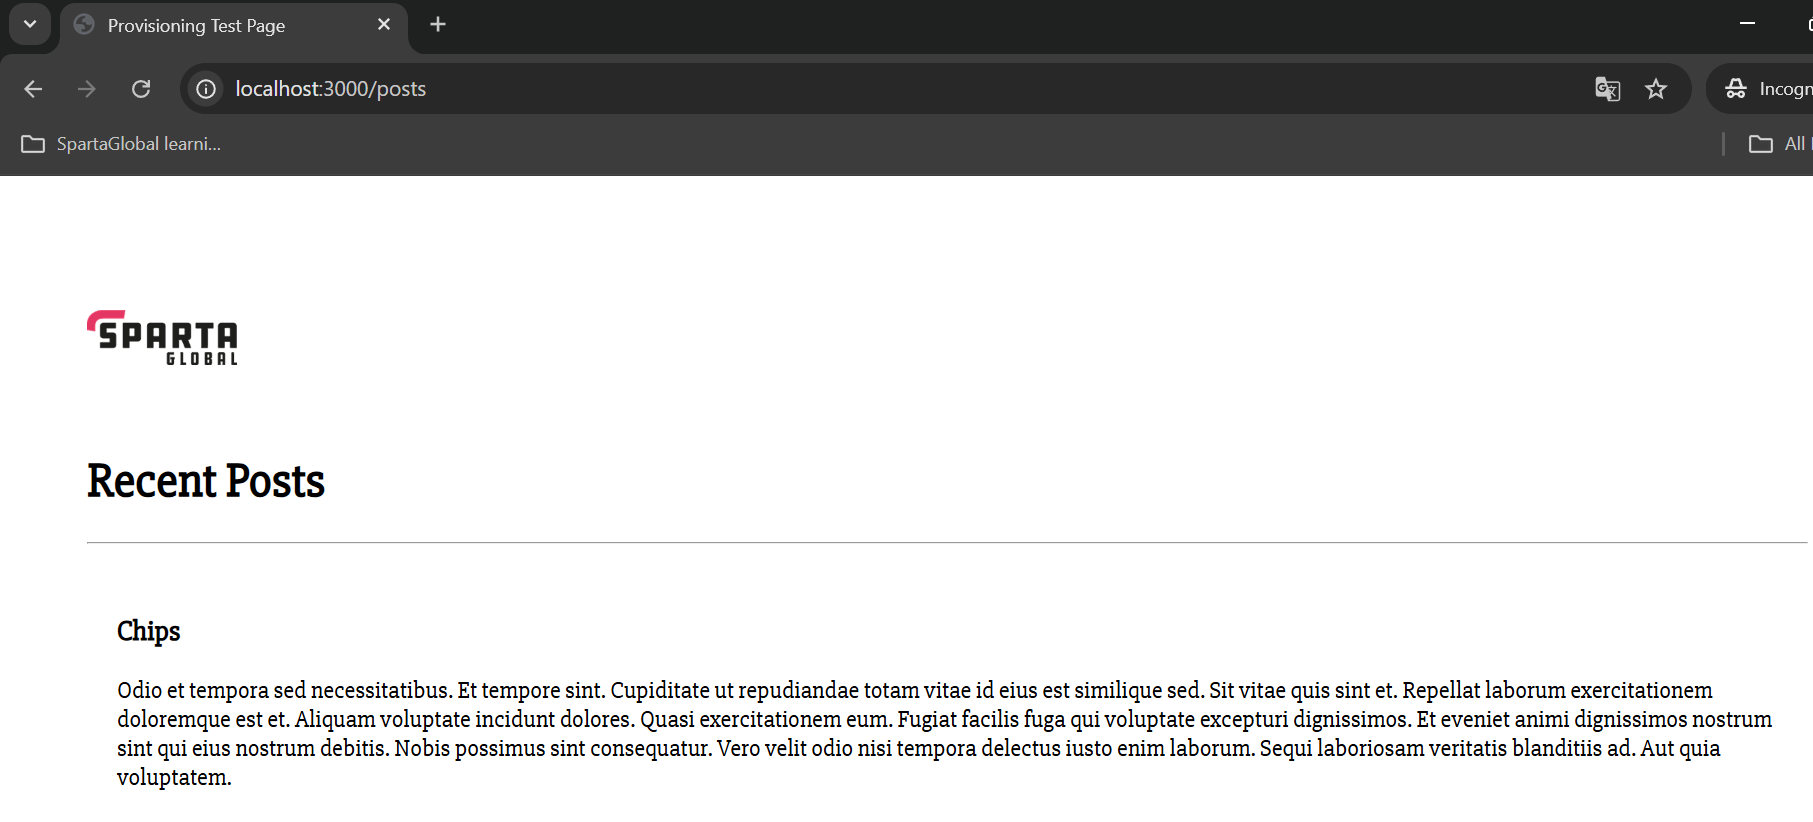 Provisioning Test Page
localhost:3000/posts
Incogn
SpartaGlobal learni...
All
SPARTA
GLOBAL
Recent Posts
Chips
Odio et tempora sed necessitatibus. Et tempore sint. Cupiditate ut repudiandae totam vitae id eius est similique sed. Sit vitae quis sint et. Repellat laborum exercitationem
doloremque est et. Aliquam voluptate incidunt dolores. Quasi exercitationem eum. Fugiat facilis fuga qui voluptate excepturi dignissimos. Et eveniet animi dignissimos nostrum
sint qui eius nostrum debitis. Nobis possimus sint consequatur. Vero velit odio nisi tempora delectus iusto enim laborum. Sequi laboriosam veritatis blanditiis ad. Aut quia
voluptatem.